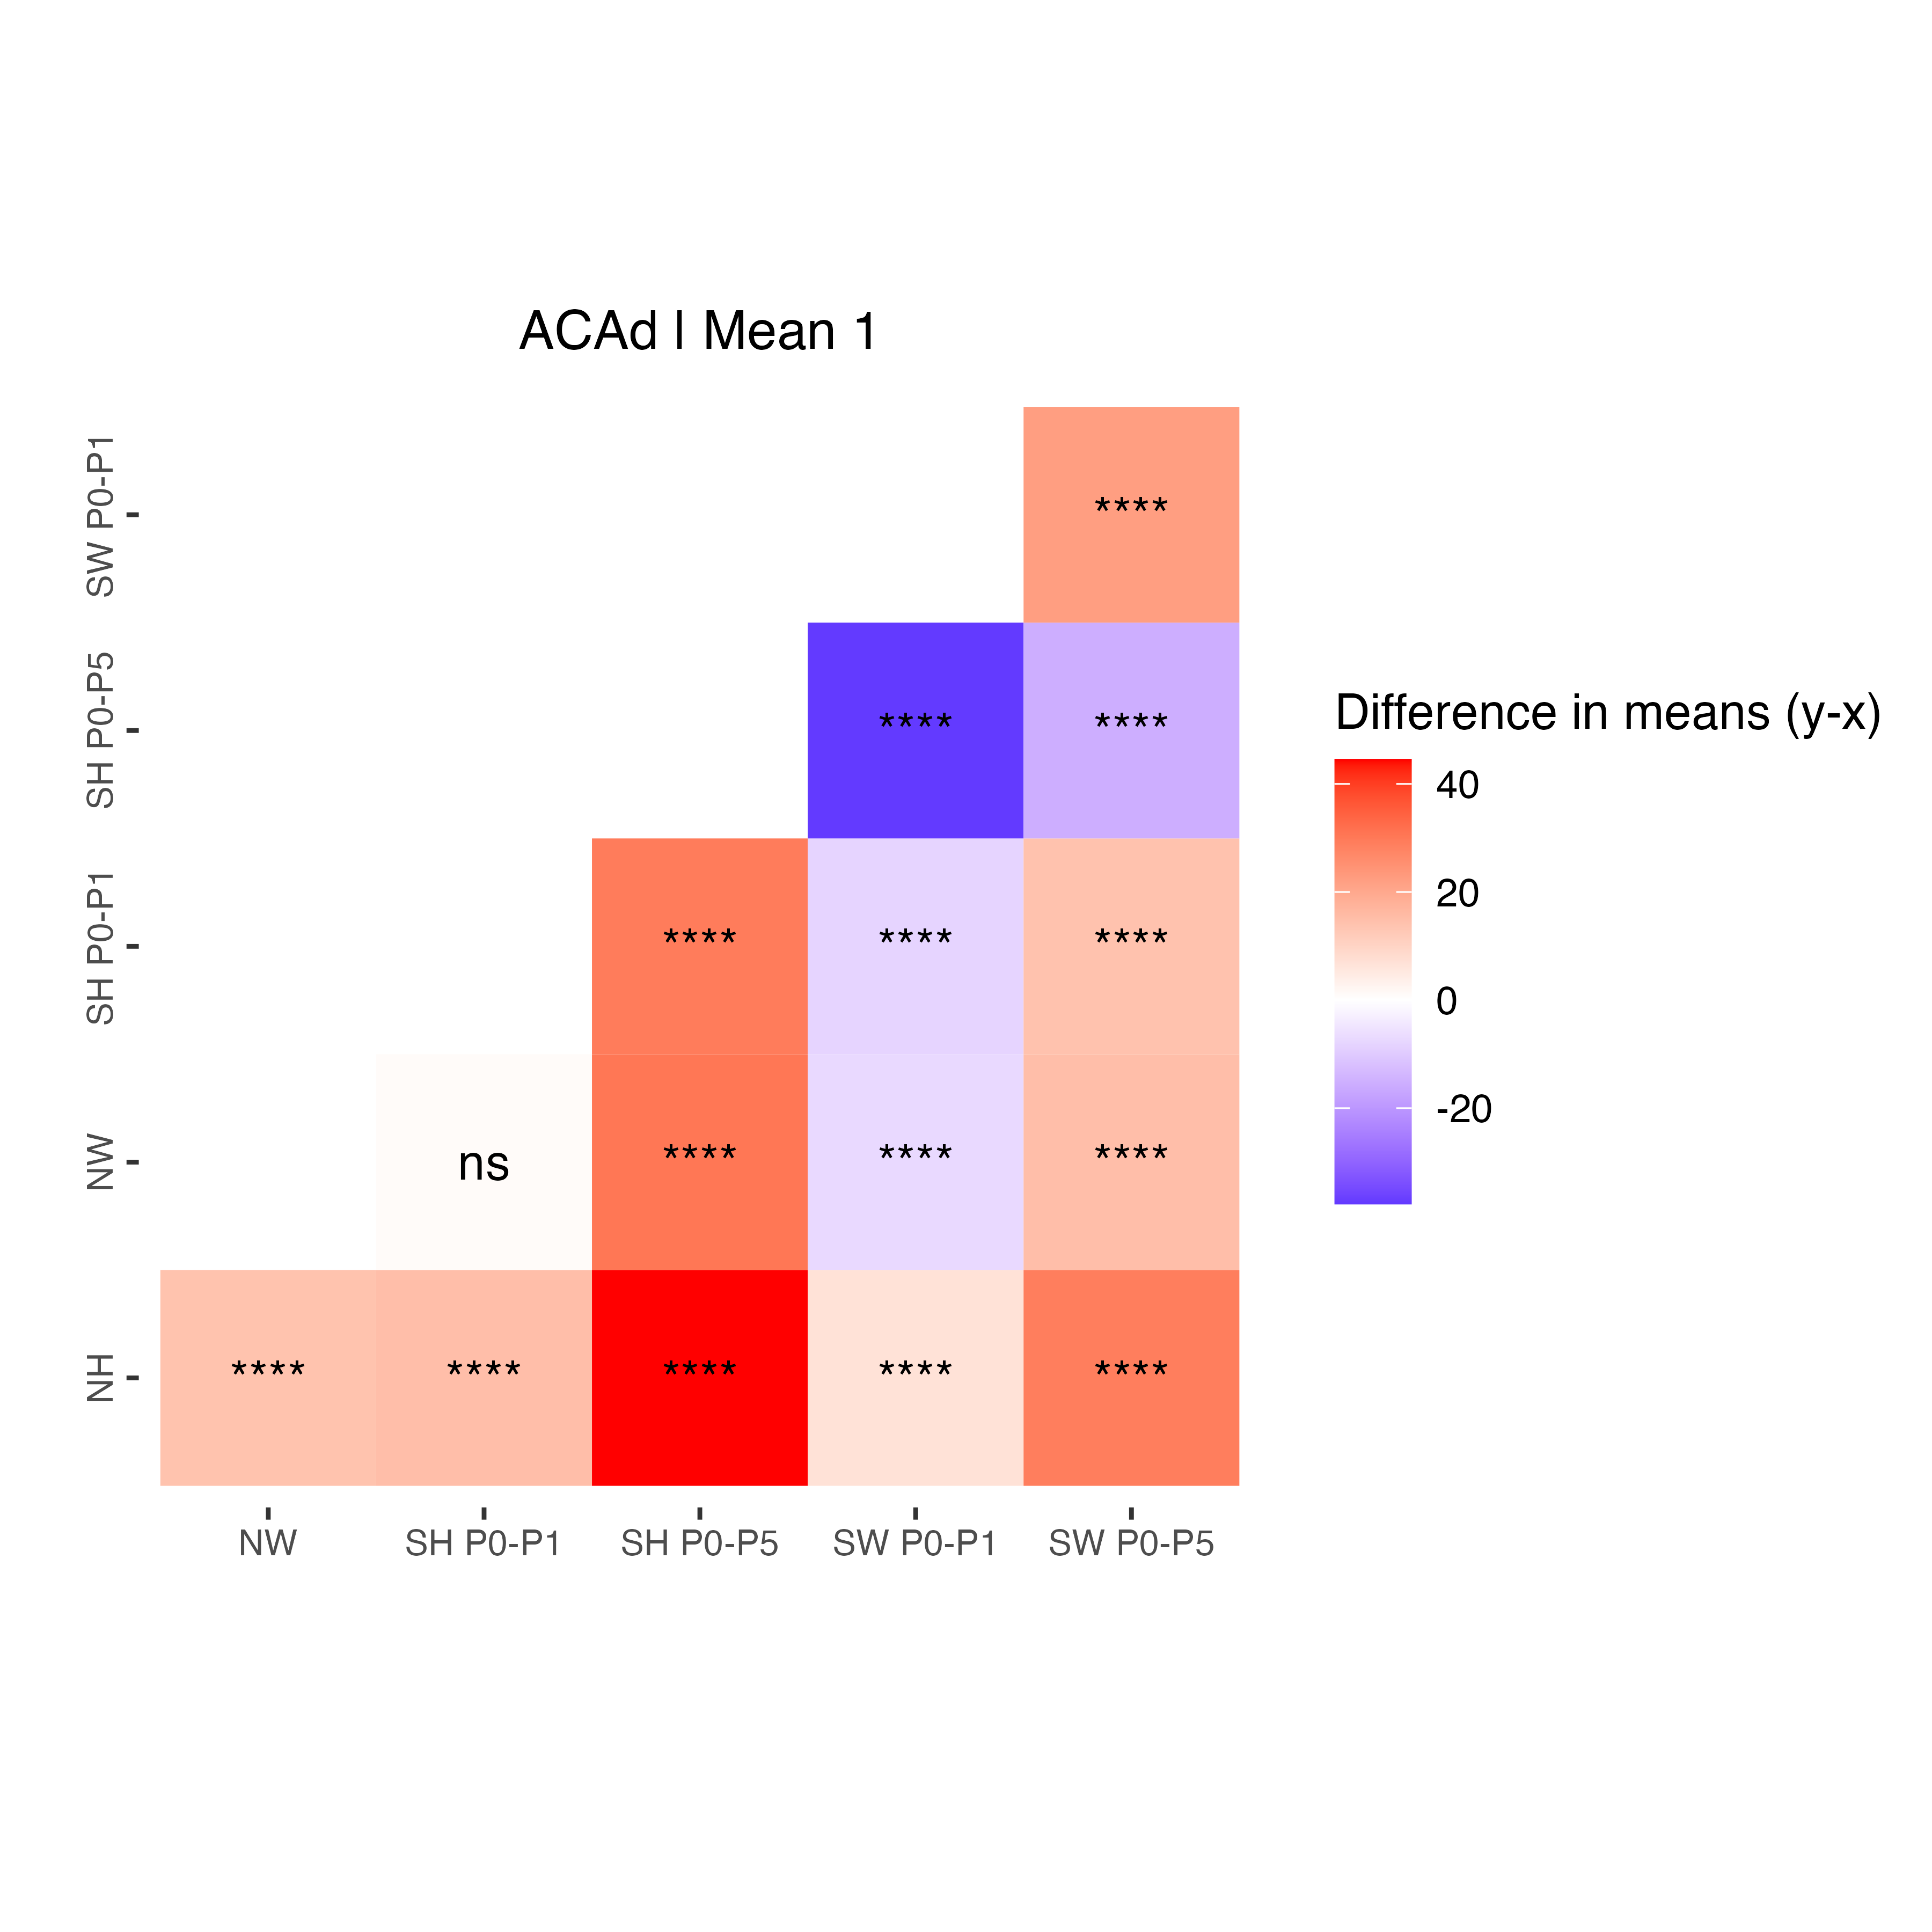 ACAd | Mean 1
SW P0-P1
****
SH P0-P5
**** ****
SH P0-P1
**** **** ****
NW
ns **** **** ****
NH
**** **** **** **** ****
NW SH P0-P1 SH P0-P5 SW P0-P1 SW P0-P5
Difference in means (y-x)
40
20
0
-20